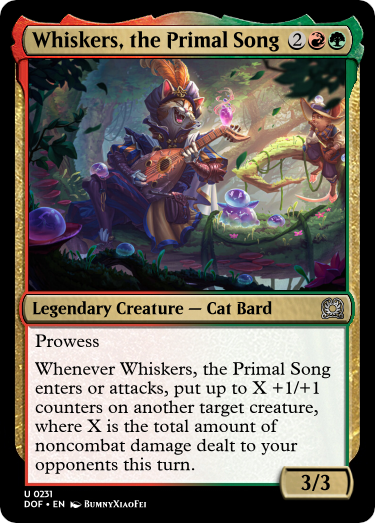 Whiskers, the Primal Song 2
Legendary Creature — Cat Bard
Prowess
Whenever Whiskers, the Primal Song
enters or attacks, put up to X +1/+1
counters on another target creature,
where X is the total amount of
noncombat damage dealt to your
opponents this turn.
3/3
U 0231
DOF • EN BumnyXiaoFei